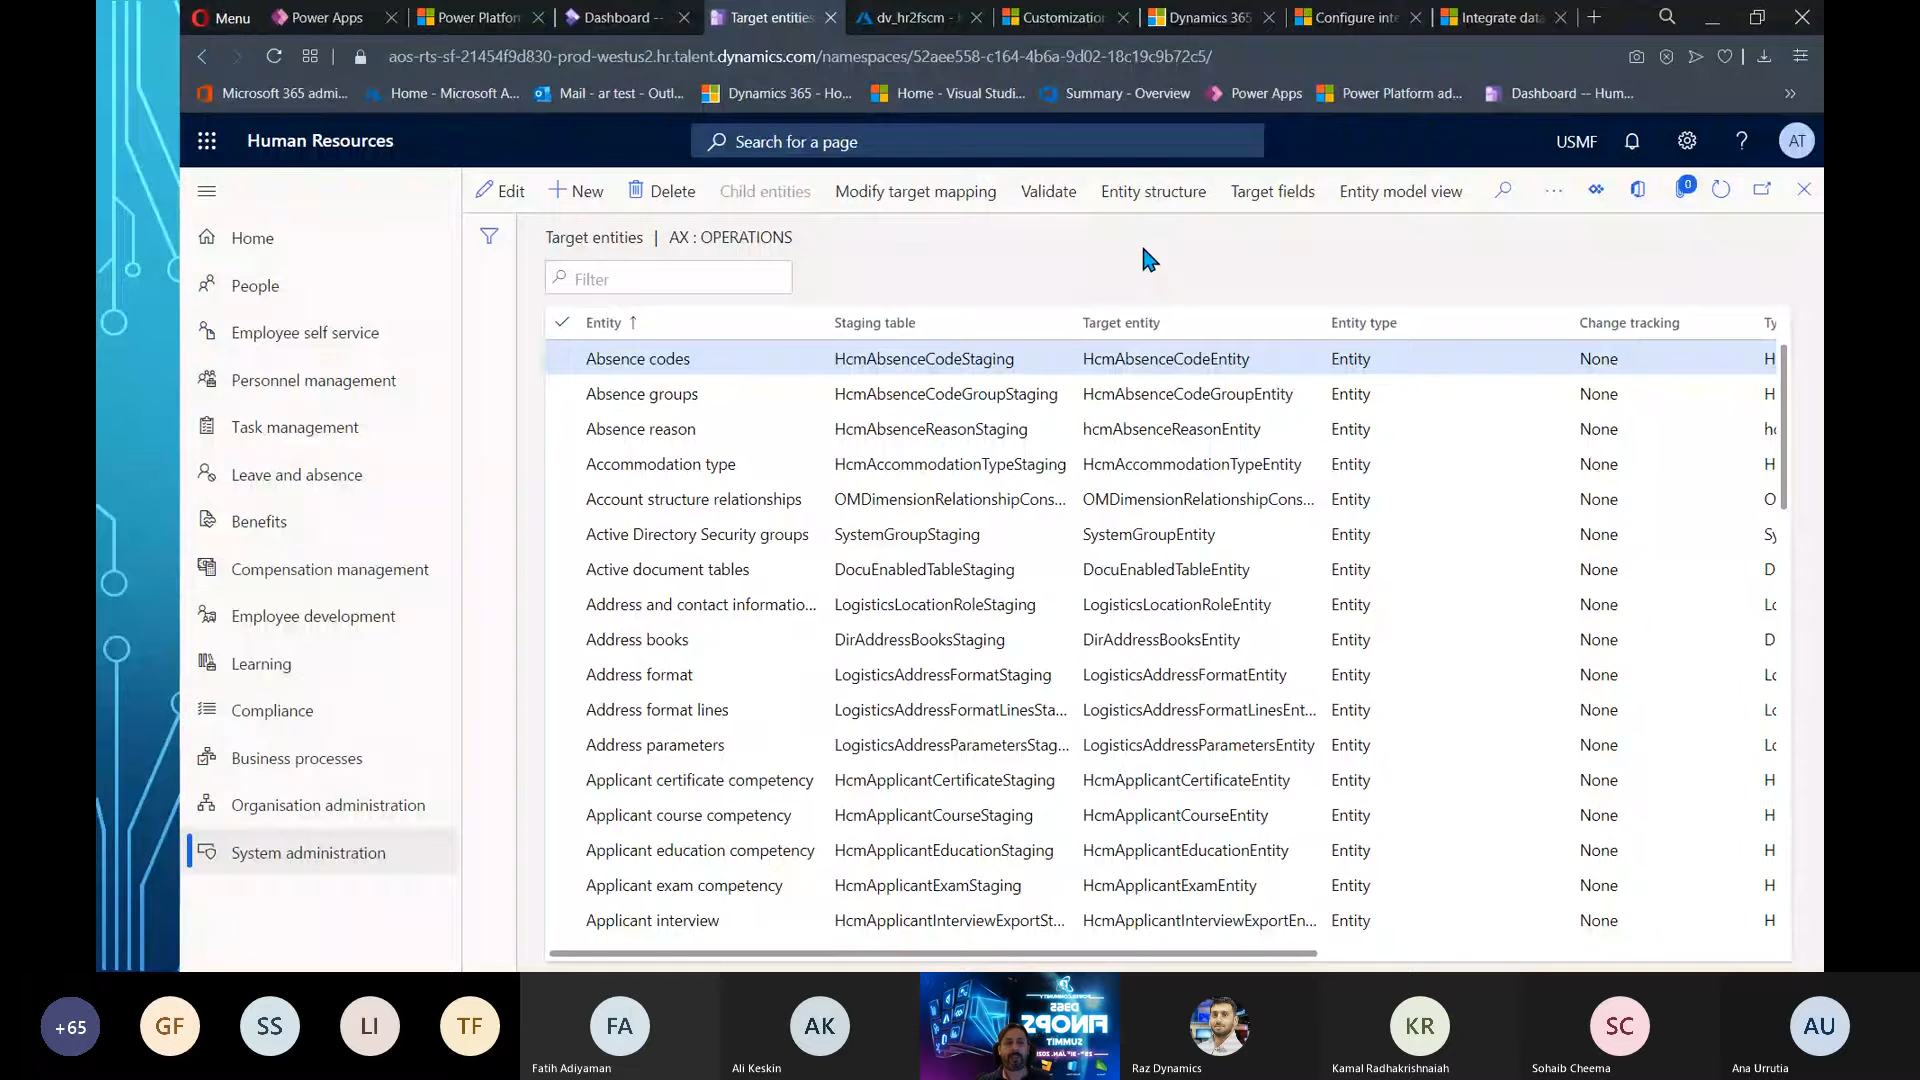 Menu
Power Apps
Power Platfor
Dashboard --
Target entities
dv_hr2fscm -
Customization
Dynamics 365
Configure inte
Integrate data
aos-rts-sf-21454f9d830-prod-westus2.hr.talent.dynamics.com/namespaces/52aee558-c164-4b6a-9d02-18c19c9b72c5/
Microsoft 365 admi...
Home - Microsoft A...
Mail - ar test - Outl...
Dynamics 365 - Ho...
Home - Visual Studi...
Summary - Overview
Power Apps
Power Platform ad...
Dashboard -- Hum...
Human Resources
Search for a page
USMF
AT
Edit
New
Delete
Child entities
Modify target mapping
Validate
Entity structure
Target fields
Entity model view
0
Home
People
Employee self service
Personnel management
Task management
Leave and absence
Benefits
Compensation management
Employee development
Learning
Compliance
Business processes
Organisation administration
System administration
Target entities | AX : OPERATIONS
Filter
Entity Staging table Target entity Entity type Change tracking Ty
Absence codes HcmAbsenceCodeStaging HcmAbsenceCodeEntity Entity None H
Absence groups HcmAbsenceCodeGroupStaging HcmAbsenceCodeGroupEntity Entity None H
Absence reason HcmAbsenceReasonStaging hcmAbsenceReasonEntity Entity None hc
Accommodation type HcmAccommodationTypeStaging HcmAccommodationTypeEntity Entity None H
Account structure relationships OMDimensionRelationshipCons... OMDimensionRelationshipCons... Entity None O
Active Directory Security groups SystemGroupStaging SystemGroupEntity Entity None Sy
Active document tables DocuEnabledTableStaging DocuEnabledTableEntity Entity None D
Address and contact informatio... LogisticsLocationRoleStaging LogisticsLocationRoleEntity Entity None Lo
Address books DirAddressBooksStaging DirAddressBooksEntity Entity None D
Address format LogisticsAddressFormatStaging LogisticsAddressFormatEntity Entity None Lo
Address format lines LogisticsAddressFormatLinesSta... LogisticsAddressFormatLinesEnt... Entity None Lo
Address parameters LogisticsAddressParametersStag... LogisticsAddressParametersEntity Entity None Lo
Applicant certificate competency HcmApplicantCertificateStaging HcmApplicantCertificateEntity Entity None H
Applicant course competency HcmApplicantCourseStaging HcmApplicantCourseEntity Entity None H
Applicant education competency HcmApplicantEducationStaging HcmApplicantEducationEntity Entity None H
Applicant exam competency HcmApplicantExamStaging HcmApplicantExamEntity Entity None H
Applicant interview HcmApplicantInterviewExportSt... HcmApplicantInterviewExportEn... Entity None H
+65
GF
SS
LI
TF
FA
Fatih Adiyaman
AK
Ali Keskin
D365
FINOPS
SUMMIT
Raz Dynamics
KR
Kamal Radhakrishnaiah
SC
Sohaib Cheema
AU
Ana Urrutia